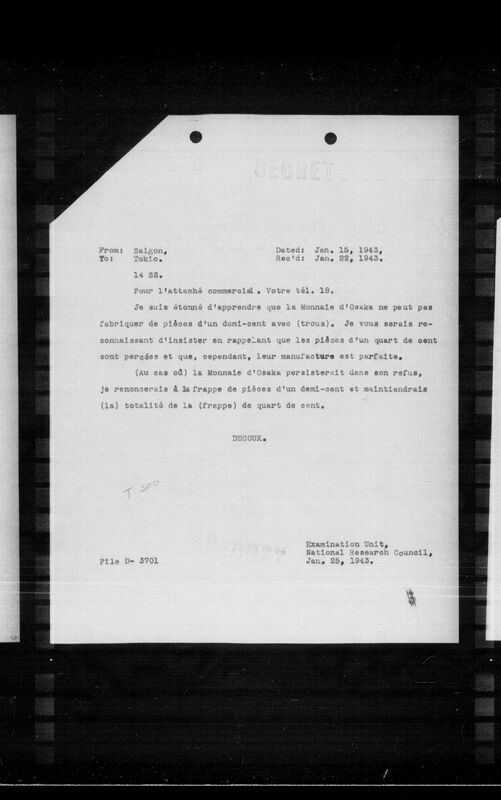 SECRET
From: Saigon, Dated: Jan. 15, 1943,
To: Tokio. Rec'd: Jan. 22, 1943.
14 SS.
Pour l'attaché commercial. Votre tél. 18.
Je suis étonné d'apprendre que la Monnaie d'Osaka ne peut pas
fabriquer de pièces d'un demi-cent avec (trous). Je vous serais re-
connaissant d'insister en rappelant que les pièces d'un quart de cent
sont percées et que, cependant, leur manufacture est parfaite.
(Au cas où) la Monnaie d'Osaka persisterait dans son refus,
je renoncerais à la frappe de pièces d'un demi-cent et maintiendrais
(la) totalité de la (frappe) de quart de cent.
DECOUX.
T. 300
Examination Unit,
National Research Council,
File D- 3701 Jan. 25, 1943.